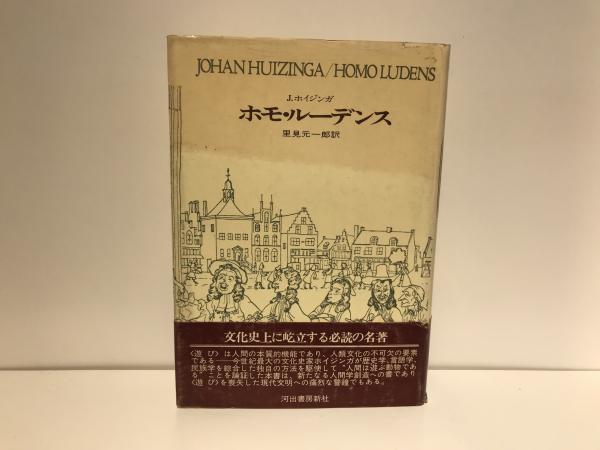 JOHAN HUIZINGA/HOMO LUDENS
J.ホイジンガ
ホモ・ルーデンス
里見元一郎訳
文化史上に屹立する必読の名著
〈遊び〉は人間の本質的機能であり、人類文化の不可欠の要素
である――今世紀最大の文化史家ホイジンガが歴史学、言語学、
民族学を綜合した独自の方法を駆使して“人間は遊ぶ動物であ
る”ことを論証した本書は、新たなる人間学創造への書であり
〈遊び〉を喪失した現代文明への痛烈な警鐘でもある。
河出書房新社